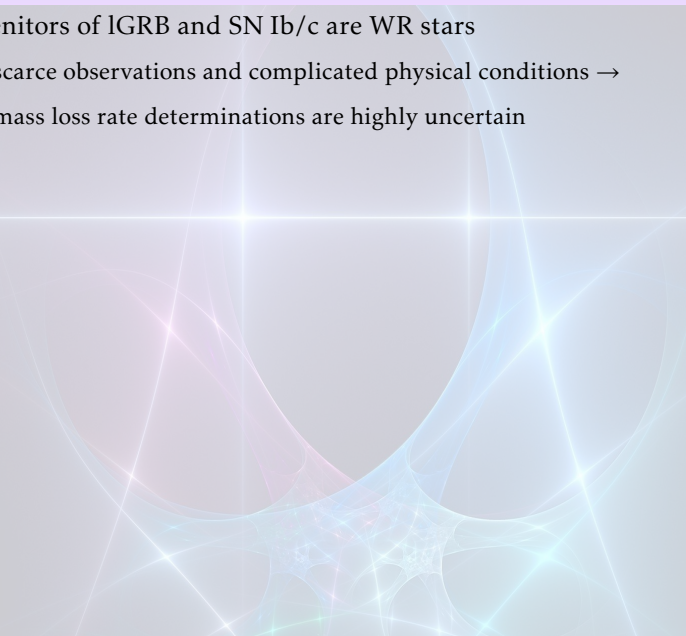 enitors of lGRB and SN Ib/c are WR stars
scarce observations and complicated physical conditions →
mass loss rate determinations are highly uncertain